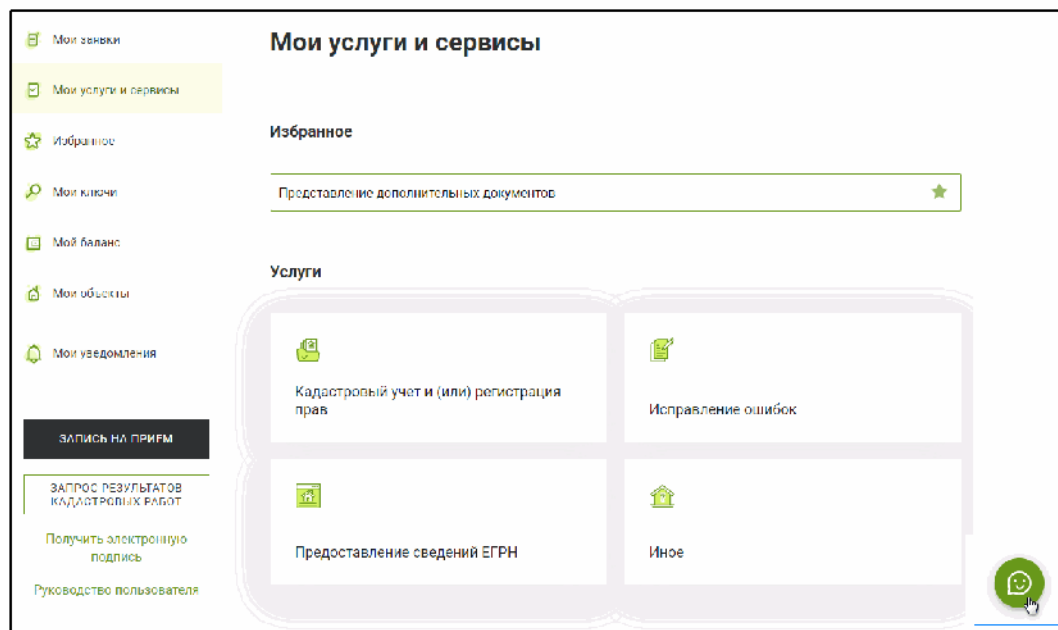 Мои заявки
Мои услуги и сервисы
Избранное
Мои ключи
Мой баланс
Мои объекты
Мои уведомления
ЗАПИСЬ НА ПРИЕМ
ЗАПРОС РЕЗУЛЬТАТОВ
КАДАСТРОВЫХ РАБОТ
Получить электронную
подпись
Руководство пользователя
Мои услуги и сервисы
Избранное
Представление дополнительных документов
Услуги
Кадастровый учет и (или) регистрация
прав
Исправление ошибок
Предоставление сведений ЕГРН
Иное